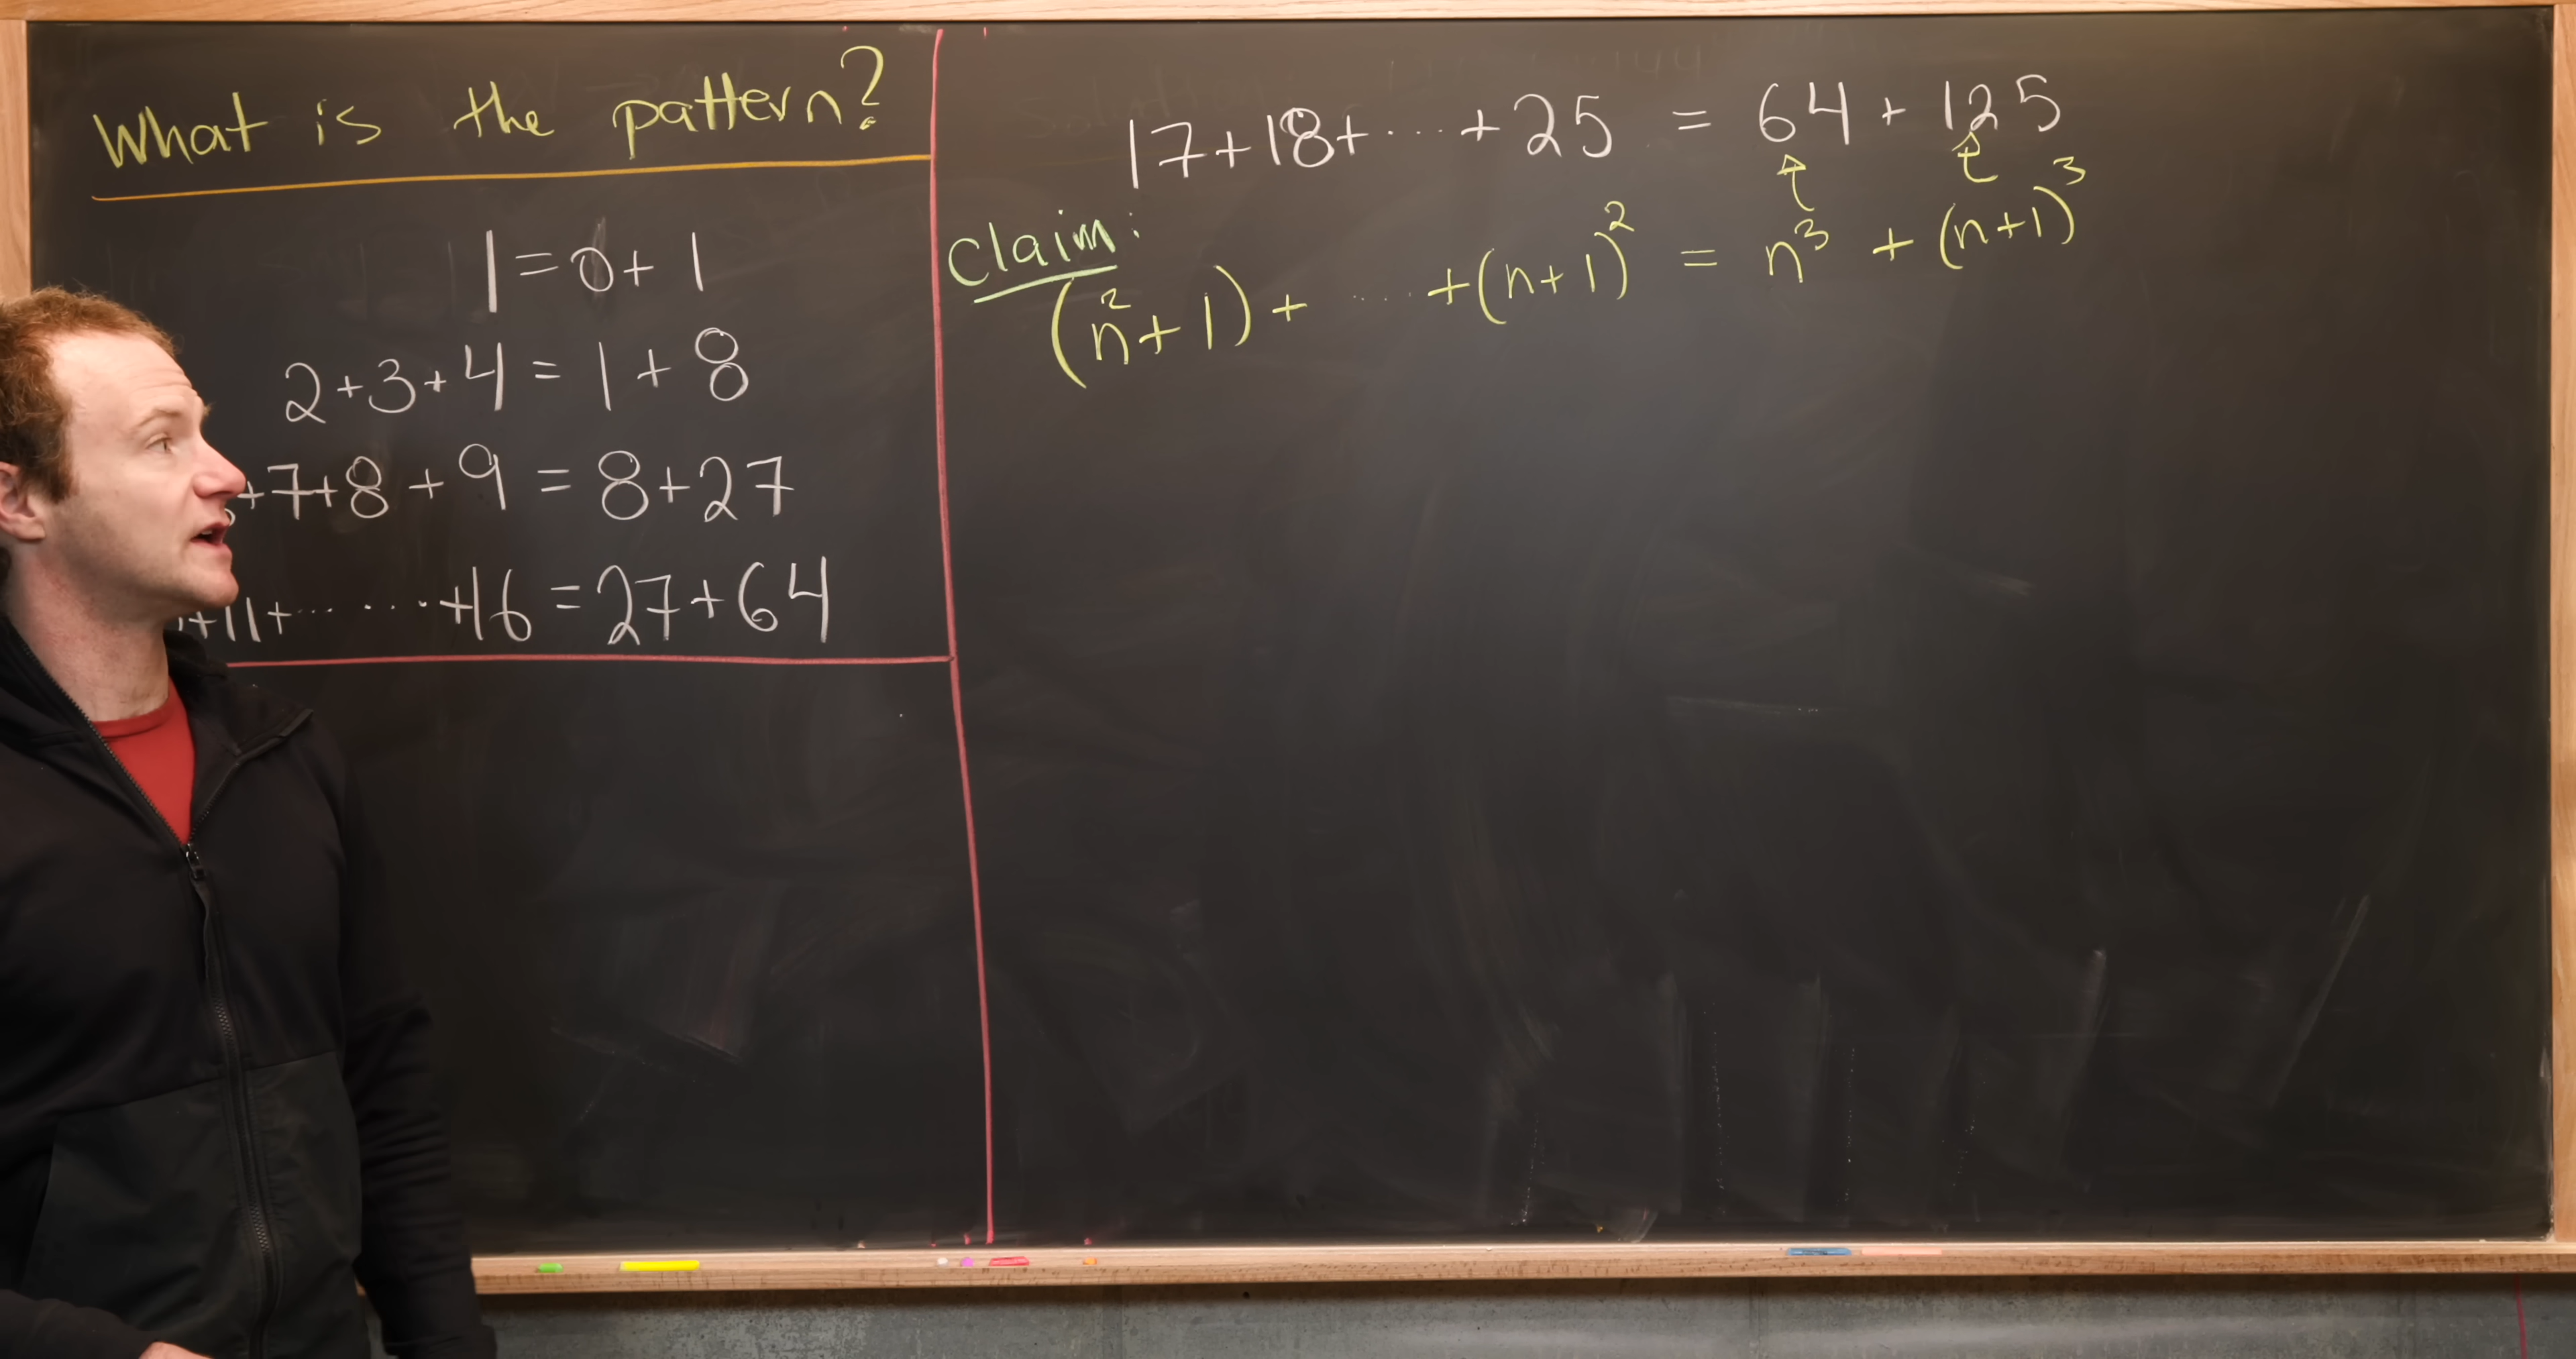 What is the pattern?
1 = 0 + 1
2 + 3 + 4 = 1 + 8
+ 7 + 8 + 9 = 8 + 27
+ 11 + ⋯ ⋯ + 16 = 27 + 64
17 + 18 + ⋯ + 25 = 64 + 125
Claim:
(n² + 1) + ⋯ + (n + 1)² = n³ + (n + 1)³